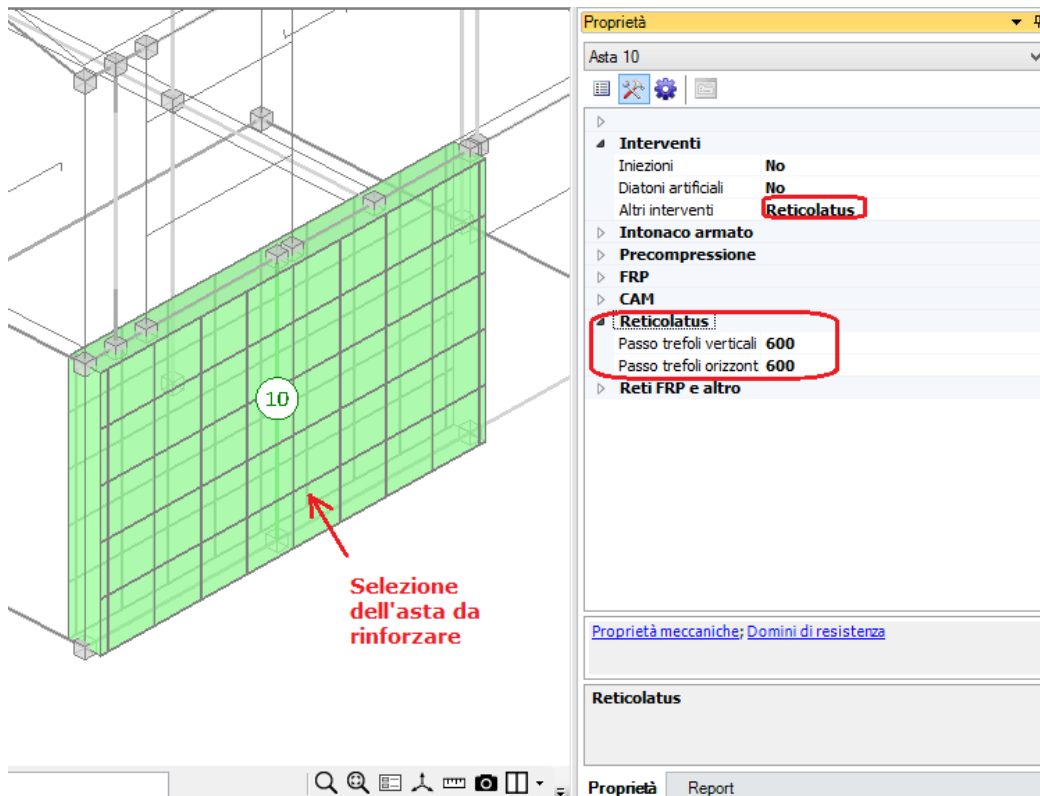 Proprietà
Asta 10
Interventi
Iniezioni No
Diatoni artificiali No
Altri interventi Reticolatus
Intonaco armato
Precompressione
FRP
CAM
Reticolatus
Passo trefoli verticali 600
Passo trefoli orizzont 600
Reti FRP e altro
10
Selezione
dell'asta da
rinforzare
Proprietà meccaniche; Domini di resistenza
Reticolatus
Proprietà Report